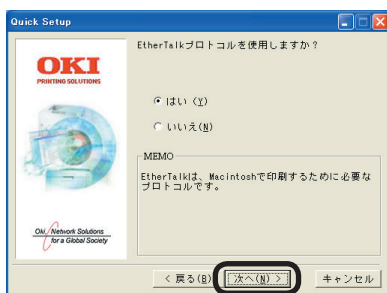 Quick Setup
OKI
PRINTING SOLUTIONS
Oki, Network Solutions
for a Global Society
EtherTalkプロトコルを使用しますか?
はい (Y)
いいえ(N)
MEMO
EtherTalkは、Macintoshで印刷するために必要な
プロトコルです。
< 戻る(B)
次へ(N) >
キャンセル